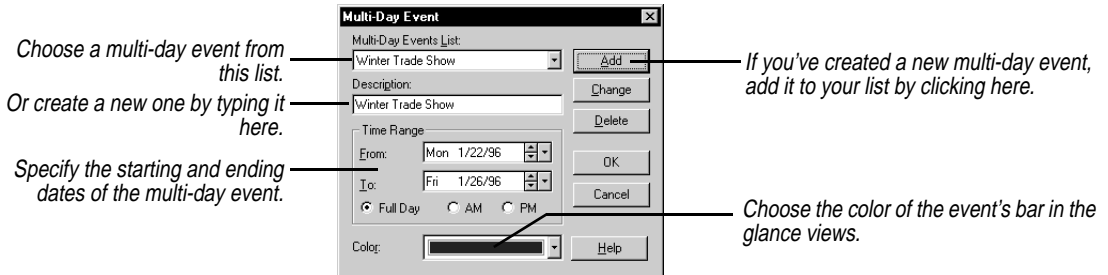 Multi-Day Event
Multi-Day Events List:
Winter Trade Show
Description:
Winter Trade Show
Time Range
From:
Mon 1/22/96
To:
Fri 1/26/96
Full Day AM PM
Color:
Add
Change
Delete
OK
Cancel
Help
Choose a multi-day event from
this list.
Or create a new one by typing it
here.
Specify the starting and ending
dates of the multi-day event.
If you've created a new multi-day event,
add it to your list by clicking here.
Choose the color of the event's bar in the
glance views.